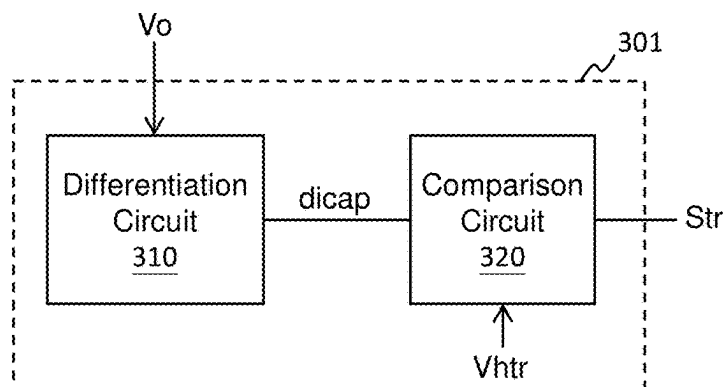 Vo
301
Differentiation
Circuit
310
dicap
Comparison
Circuit
320
Str
Vhtr